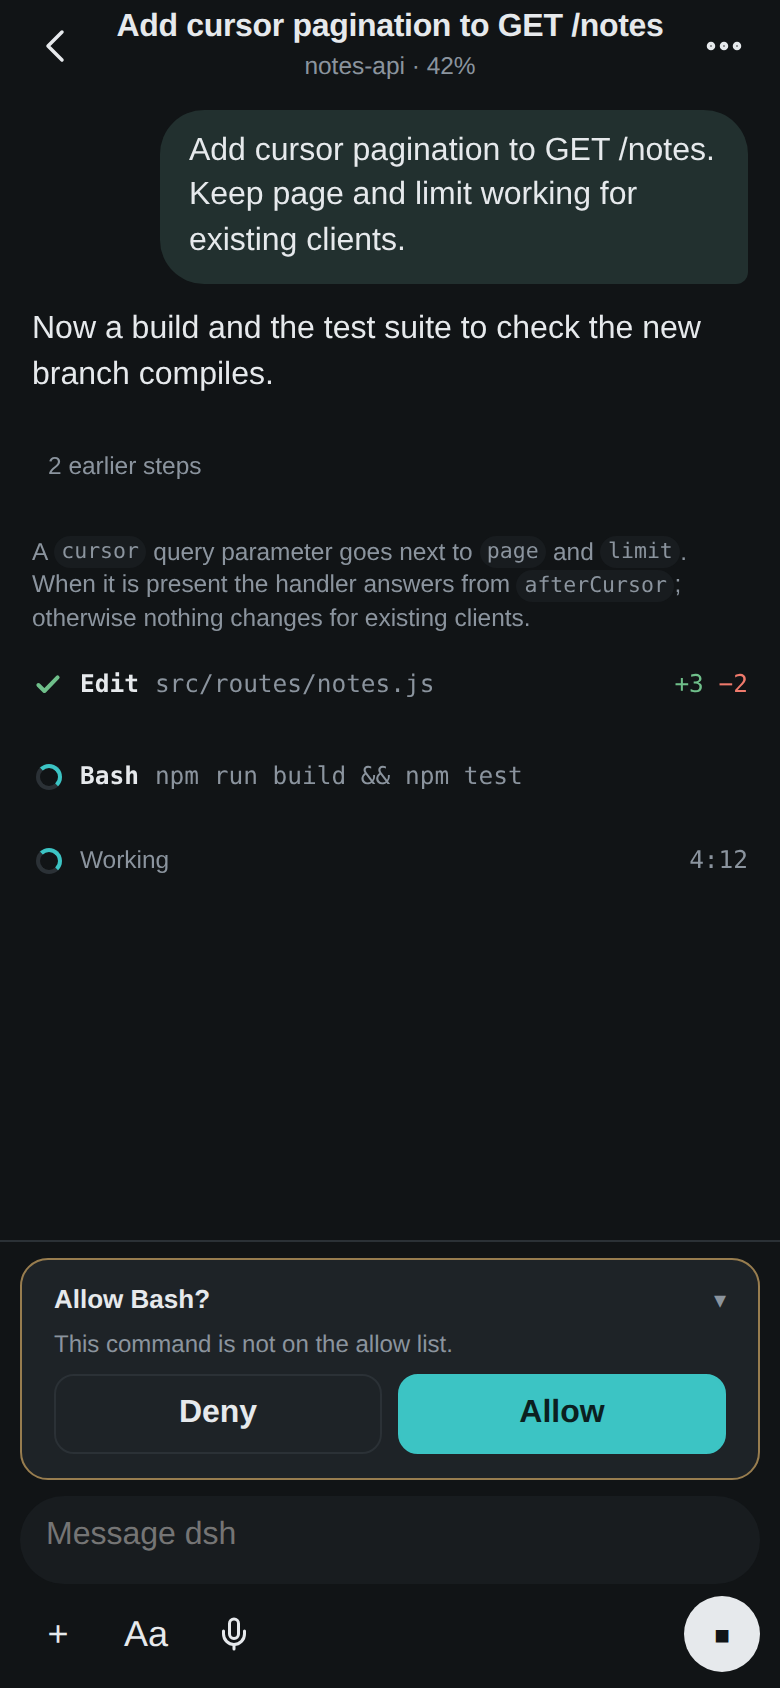 Add cursor pagination to GET /notes
notes-api · 42%
Add cursor pagination to GET /notes.
Keep page and limit working for
existing clients.
Now a build and the test suite to check the new
branch compiles.
2 earlier steps
A cursor query parameter goes next to page and limit.
When it is present the handler answers from afterCursor;
otherwise nothing changes for existing clients.
Edit src/routes/notes.js +3 −2
Bash npm run build && npm test
Working 4:12
Allow Bash?
This command is not on the allow list.
Deny Allow
Message dsh
+ Aa